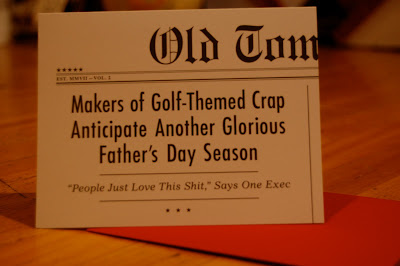 Old Tom
★★★★★
EST. MMVII – VOL. 1
Makers of Golf-Themed Crap
Anticipate Another Glorious
Father's Day Season
"People Just Love This Shit," Says One Exec
★ ★ ★